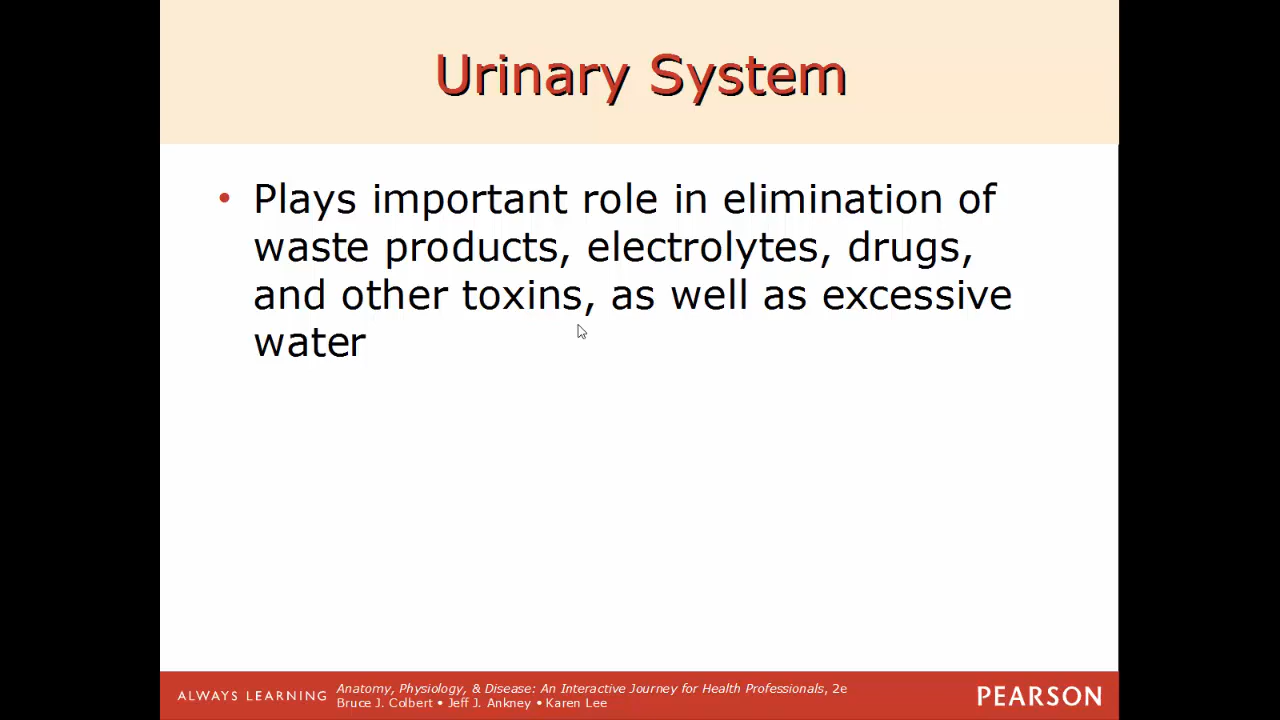 Urinary System
• Plays important role in elimination of
waste products, electrolytes, drugs,
and other toxins, as well as excessive
water
ALWAYS LEARNING
Anatomy, Physiology, & Disease: An Interactive Journey for Health Professionals, 2e
Bruce J. Colbert • Jeff J. Ankney • Karen Lee
PEARSON